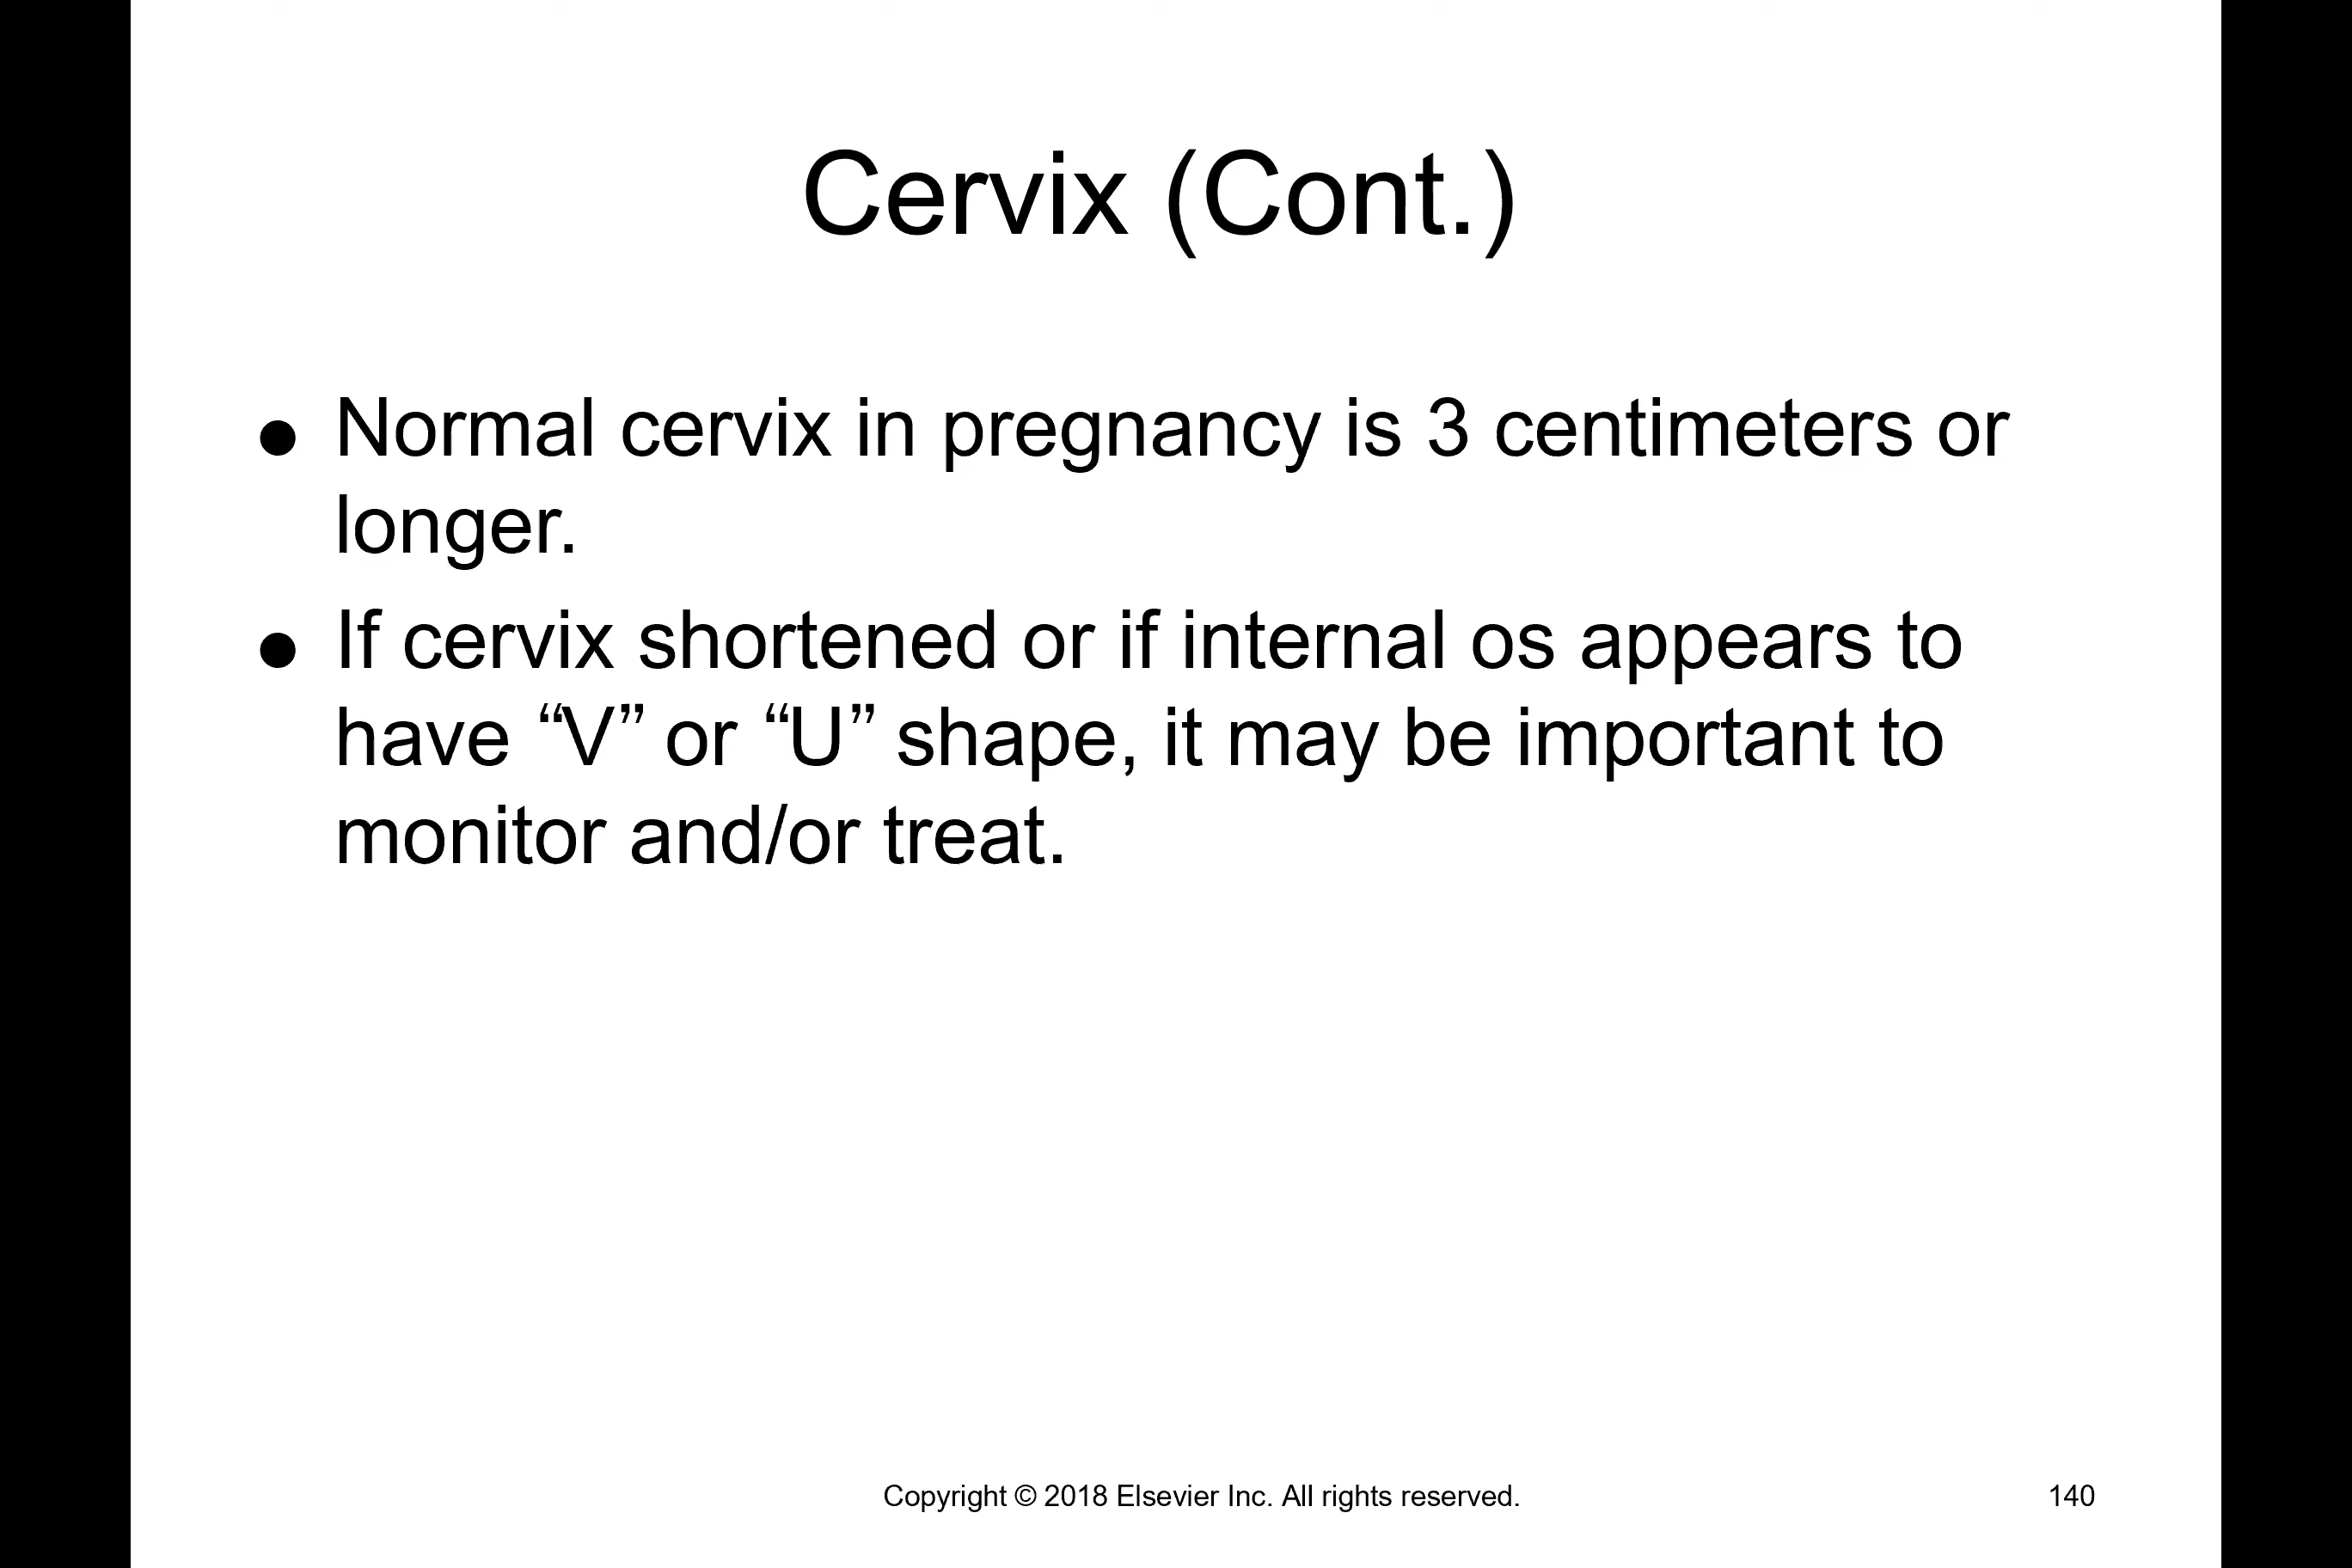 Cervix (Cont.)
● Normal cervix in pregnancy is 3 centimeters or
longer.
● If cervix shortened or if internal os appears to
have “V” or “U” shape, it may be important to
monitor and/or treat.
Copyright © 2018 Elsevier Inc. All rights reserved.
140